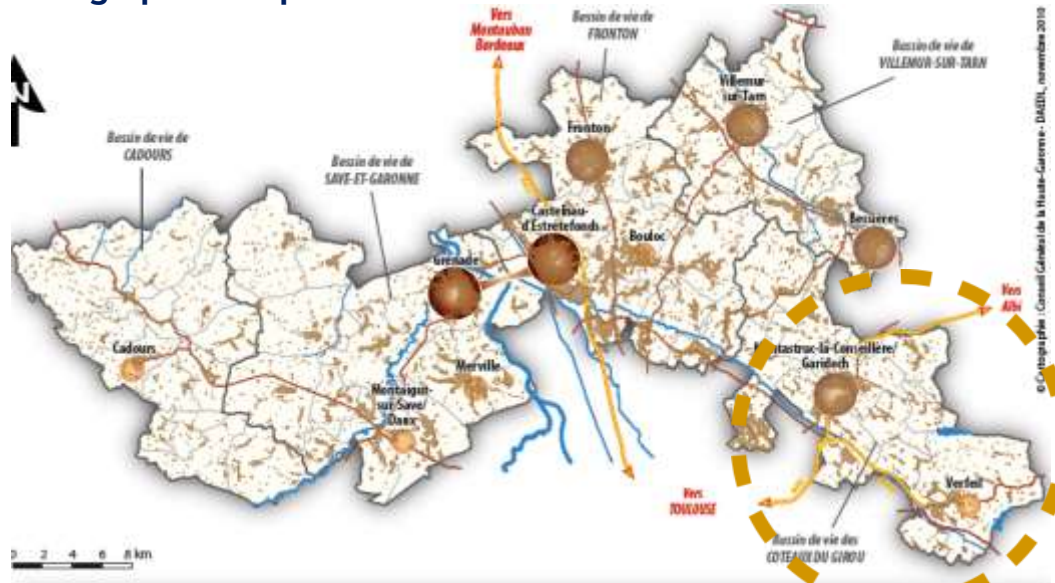 Vers
Montauban
Bordeaux
Bassin de vie de
FRONTON
Bassin de vie de
VILLEMUR-SUR-TARN
N
Villemur
sur-Tarn
Bassin de vie de
CADOURS
Bassin de vie de
SAVE-ET-GARONNE
Fronton
Castelnau-
d'Estrétefonds
Bouloc
Bessières
Grenade
Vers
Albi
Cadours
Merville
Montastruc-la-Conseillère/
Garidech
Montaigut-
sur-Save/
Daux
Vers
TOULOUSE
Verfeil
Bassin de vie des
COTEAUX DU GIROU
0 2 4 6 8 km
© Cartographie : Conseil Général de la Haute-Garonne - DAEDL, novembre 2010